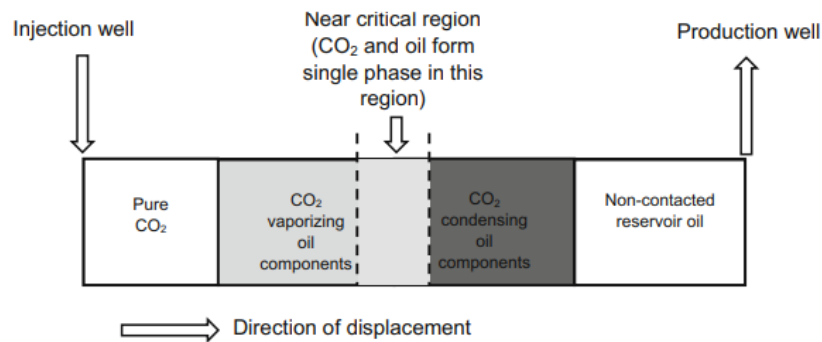 Injection well
Near critical region
(CO₂ and oil form
single phase in this
region)
Production well
Pure
CO₂
CO₂
vaporizing
oil
components
CO₂
condensing
oil
components
Non-contacted
reservoir oil
Direction of displacement